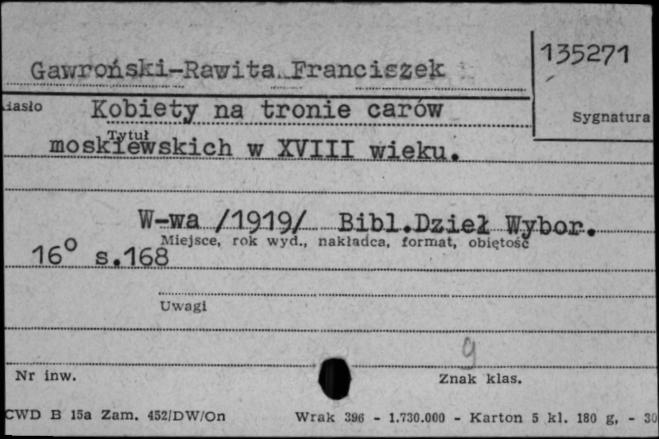 135271
Gawroński-Rawita Franciszek
Sygnatura
Kobiety na tronie carów
Tytuł
moskiewskich w XVIII wieku.
W-wa /1919/ Bibl.Dzieł Wybor.
Miejsce, rok wyd., nakładca, format, objętość
16° s.168
Uwagi
9
Nr inw.
Znak klas.
CWD B 15a Zam. 452/DW/On Wrak 396 - 1.730.000 - Karton 5 kl. 180 g, - 30